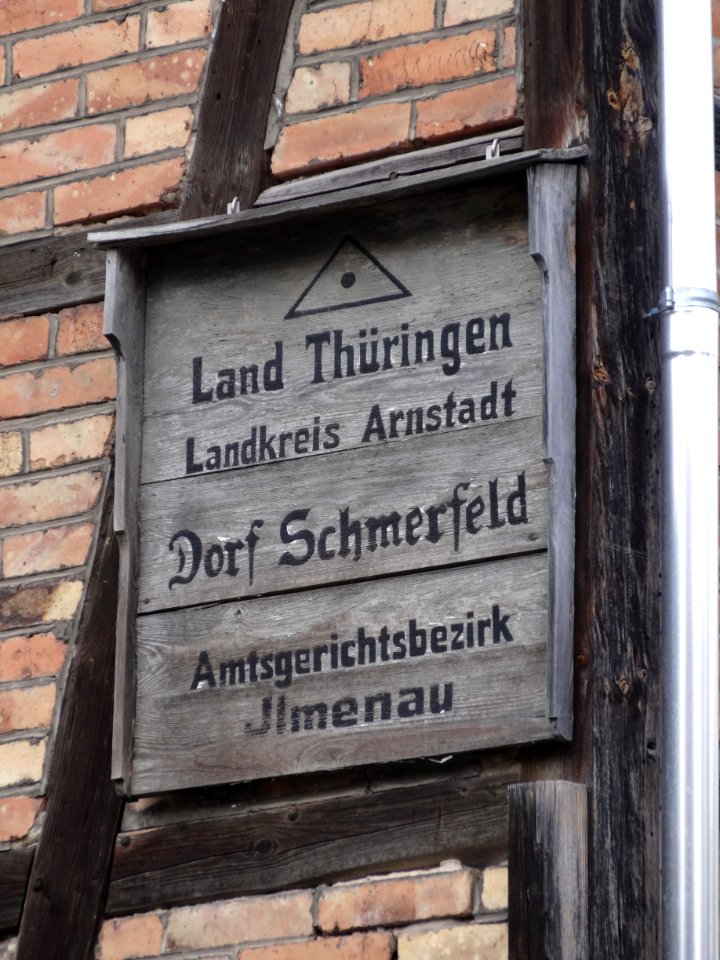 Land Thüringen
Landkreis Arnstadt
Dorf Schmerfeld
Amtsgerichtsbezirk
Jlmenau